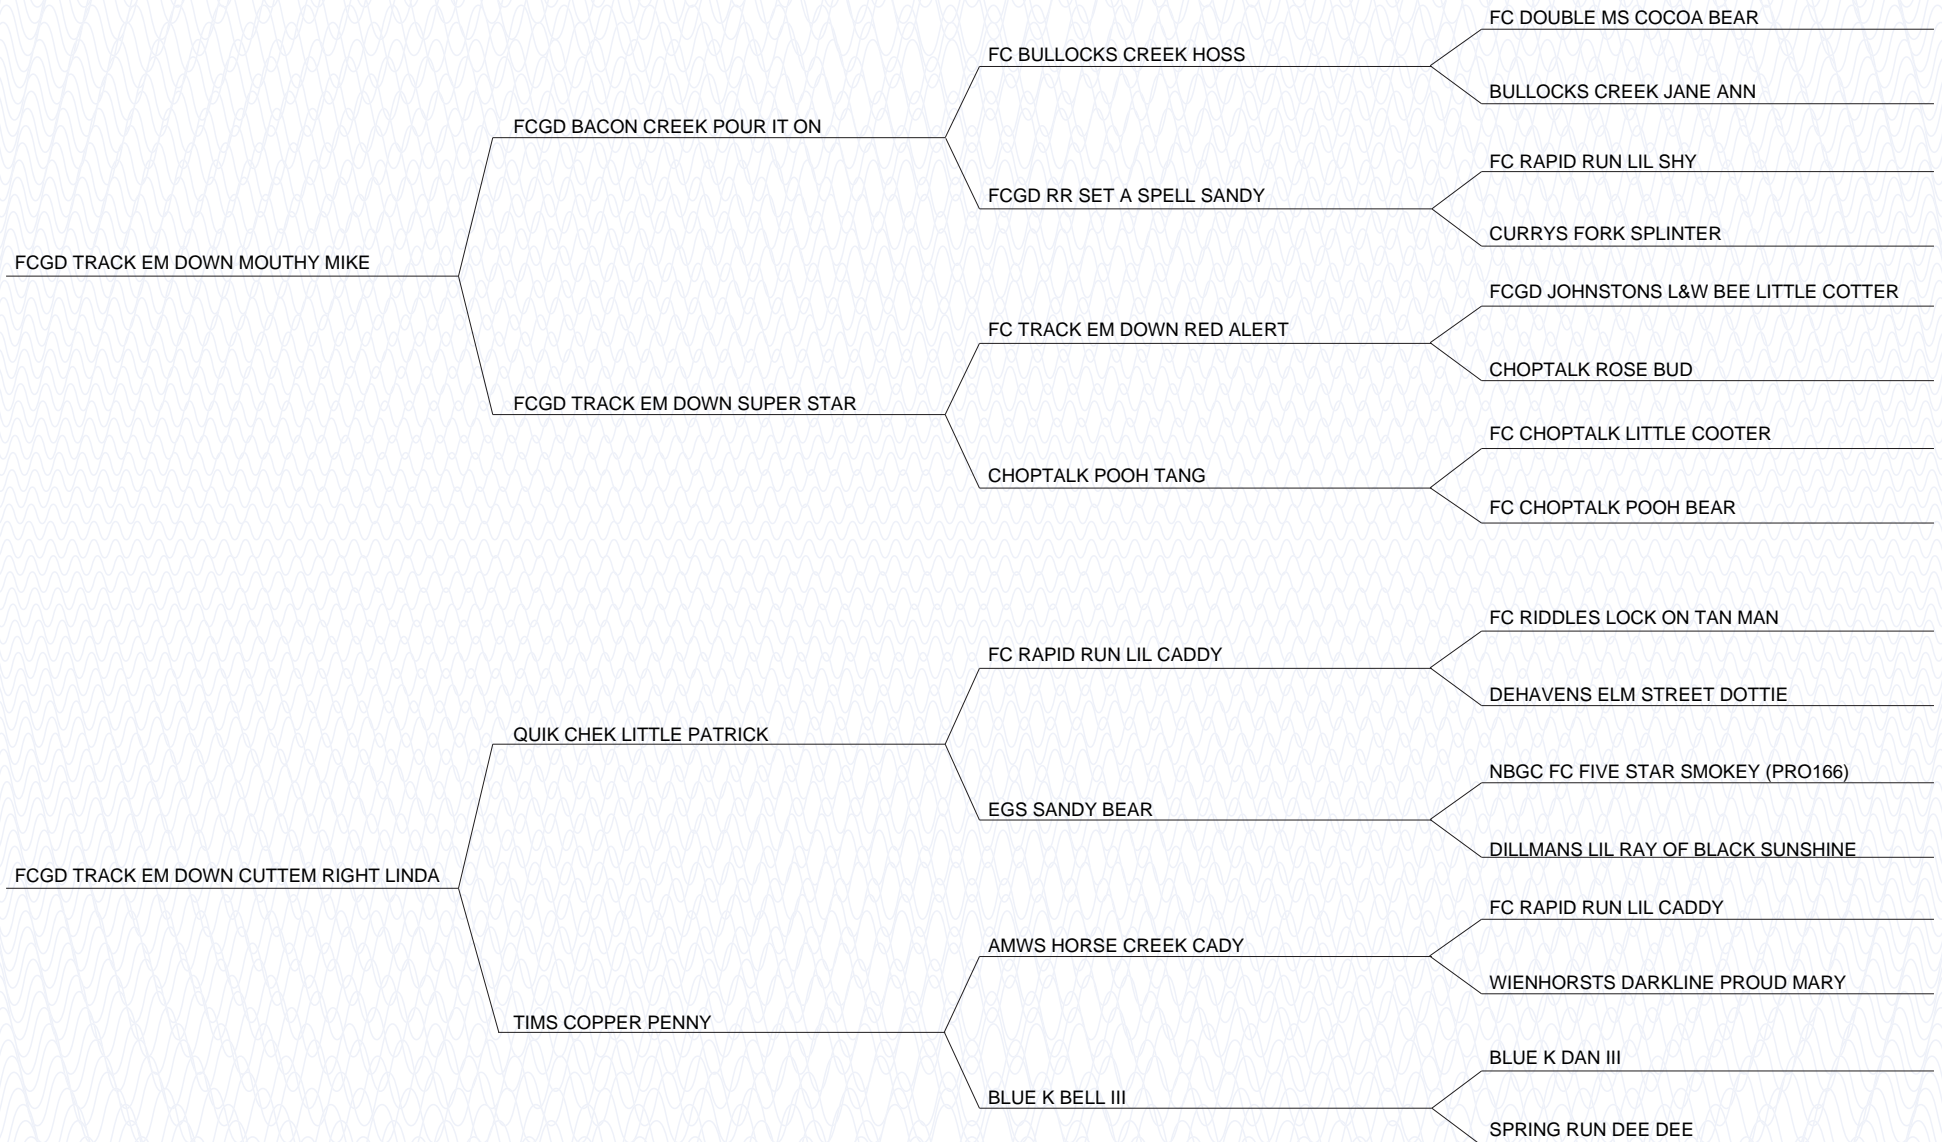 FC DOUBLE MS COCOA BEAR
FC BULLOCKS CREEK HOSS
BULLOCKS CREEK JANE ANN
FCGD BACON CREEK POUR IT ON
FC RAPID RUN LIL SHY
FCGD RR SET A SPELL SANDY
CURRYS FORK SPLINTER
FCGD TRACK EM DOWN MOUTHY MIKE
FCGD JOHNSTONS L&W BEE LITTLE COTTER
FC TRACK EM DOWN RED ALERT
CHOPTALK ROSE BUD
FCGD TRACK EM DOWN SUPER STAR
FC CHOPTALK LITTLE COOTER
CHOPTALK POOH TANG
FC CHOPTALK POOH BEAR
FC RIDDLES LOCK ON TAN MAN
FC RAPID RUN LIL CADDY
DEHAVENS ELM STREET DOTTIE
QUIK CHEK LITTLE PATRICK
NBGC FC FIVE STAR SMOKEY (PRO166)
EGS SANDY BEAR
DILLMANS LIL RAY OF BLACK SUNSHINE
FCGD TRACK EM DOWN CUTTEM RIGHT LINDA
FC RAPID RUN LIL CADDY
AMWS HORSE CREEK CADY
WIENHORSTS DARKLINE PROUD MARY
TIMS COPPER PENNY
BLUE K DAN III
BLUE K BELL III
SPRING RUN DEE DEE